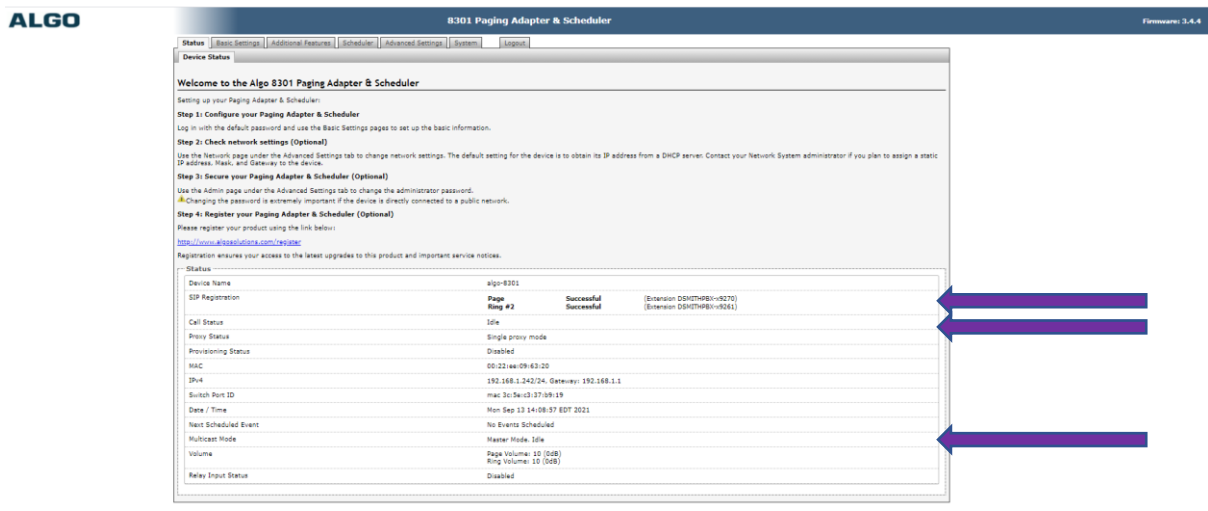 ALGO
8301 Paging Adapter & Scheduler
Firmware: 3.4.4
Status Basic Settings Additional Features Scheduler Advanced Settings System Logout
Device Status
Welcome to the Algo 8301 Paging Adapter & Scheduler
Setting up your Paging Adapter & Scheduler:
Step 1: Configure your Paging Adapter & Scheduler
Log in with the default password and use the Basic Settings pages to set up the basic information.
Step 2: Check network settings (Optional)
Use the Network page under the Advanced Settings tab to change network settings. The default setting for the device is to obtain its IP address from a DHCP server. Contact your Network System administrator if you plan to assign a static
IP address, Mask, and Gateway to the device.
Step 3: Secure your Paging Adapter & Scheduler (Optional)
Use the Admin page under the Advanced Settings tab to change the administrator password.
Changing the password is extremely important if the device is directly connected to a public network.
Step 4: Register your Paging Adapter & Scheduler (Optional)
Please register your product using the link below:
http://www.algosolutions.com/register
Registration ensures your access to the latest upgrades to this product and important service notices.
Status
Device Name algo-8301
SIP Registration Page Successful (Extension DSMITHPBX-x9270)
Ring #2 Successful (Extension DSMITHPBX-x9261)
Call Status Idle
Proxy Status Single proxy mode
Provisioning Status Disabled
MAC 00:22:ee:09:63:20
IPv4 192.168.1.242/24, Gateway: 192.168.1.1
Switch Port ID mac 3c:5e:c3:37:b9:19
Date / Time Mon Sep 13 14:08:57 EDT 2021
Next Scheduled Event No Events Scheduled
Multicast Mode Master Mode, Idle
Volume Page Volume: 10 (0dB)
Ring Volume: 10 (0dB)
Relay Input Status Disabled